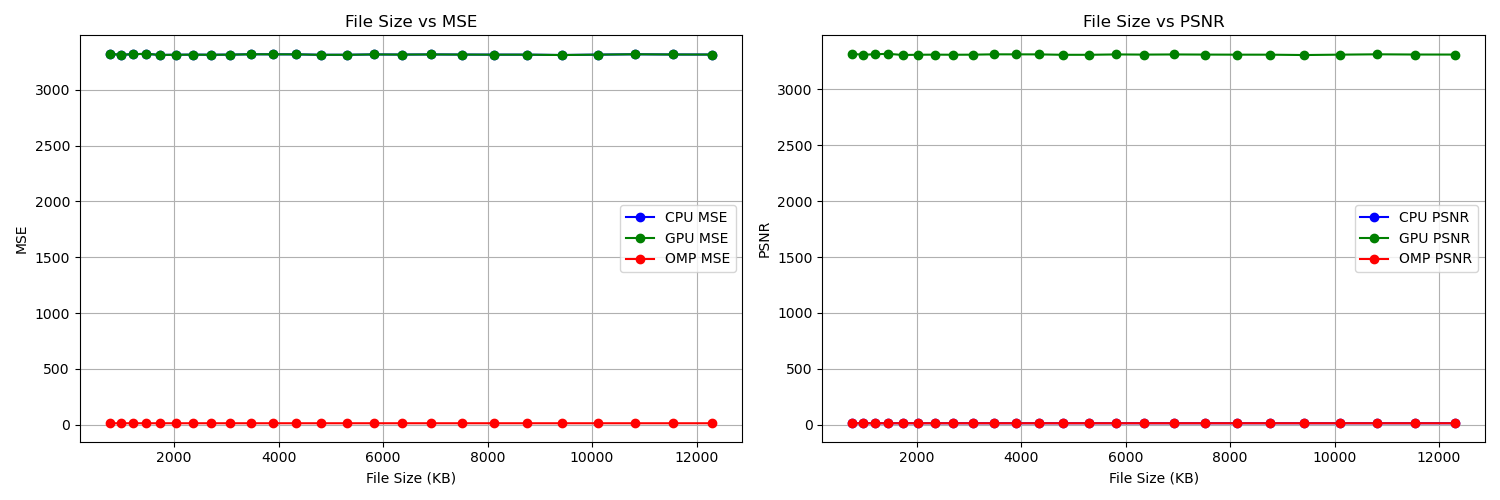 File Size vs MSE
MSE
3000
2500
2000
1500
1000
500
0
2000 4000 6000 8000 10000 12000
File Size (KB)
CPU MSE
GPU MSE
OMP MSE
File Size vs PSNR
PSNR
3000
2500
2000
1500
1000
500
0
2000 4000 6000 8000 10000 12000
File Size (KB)
CPU PSNR
GPU PSNR
OMP PSNR